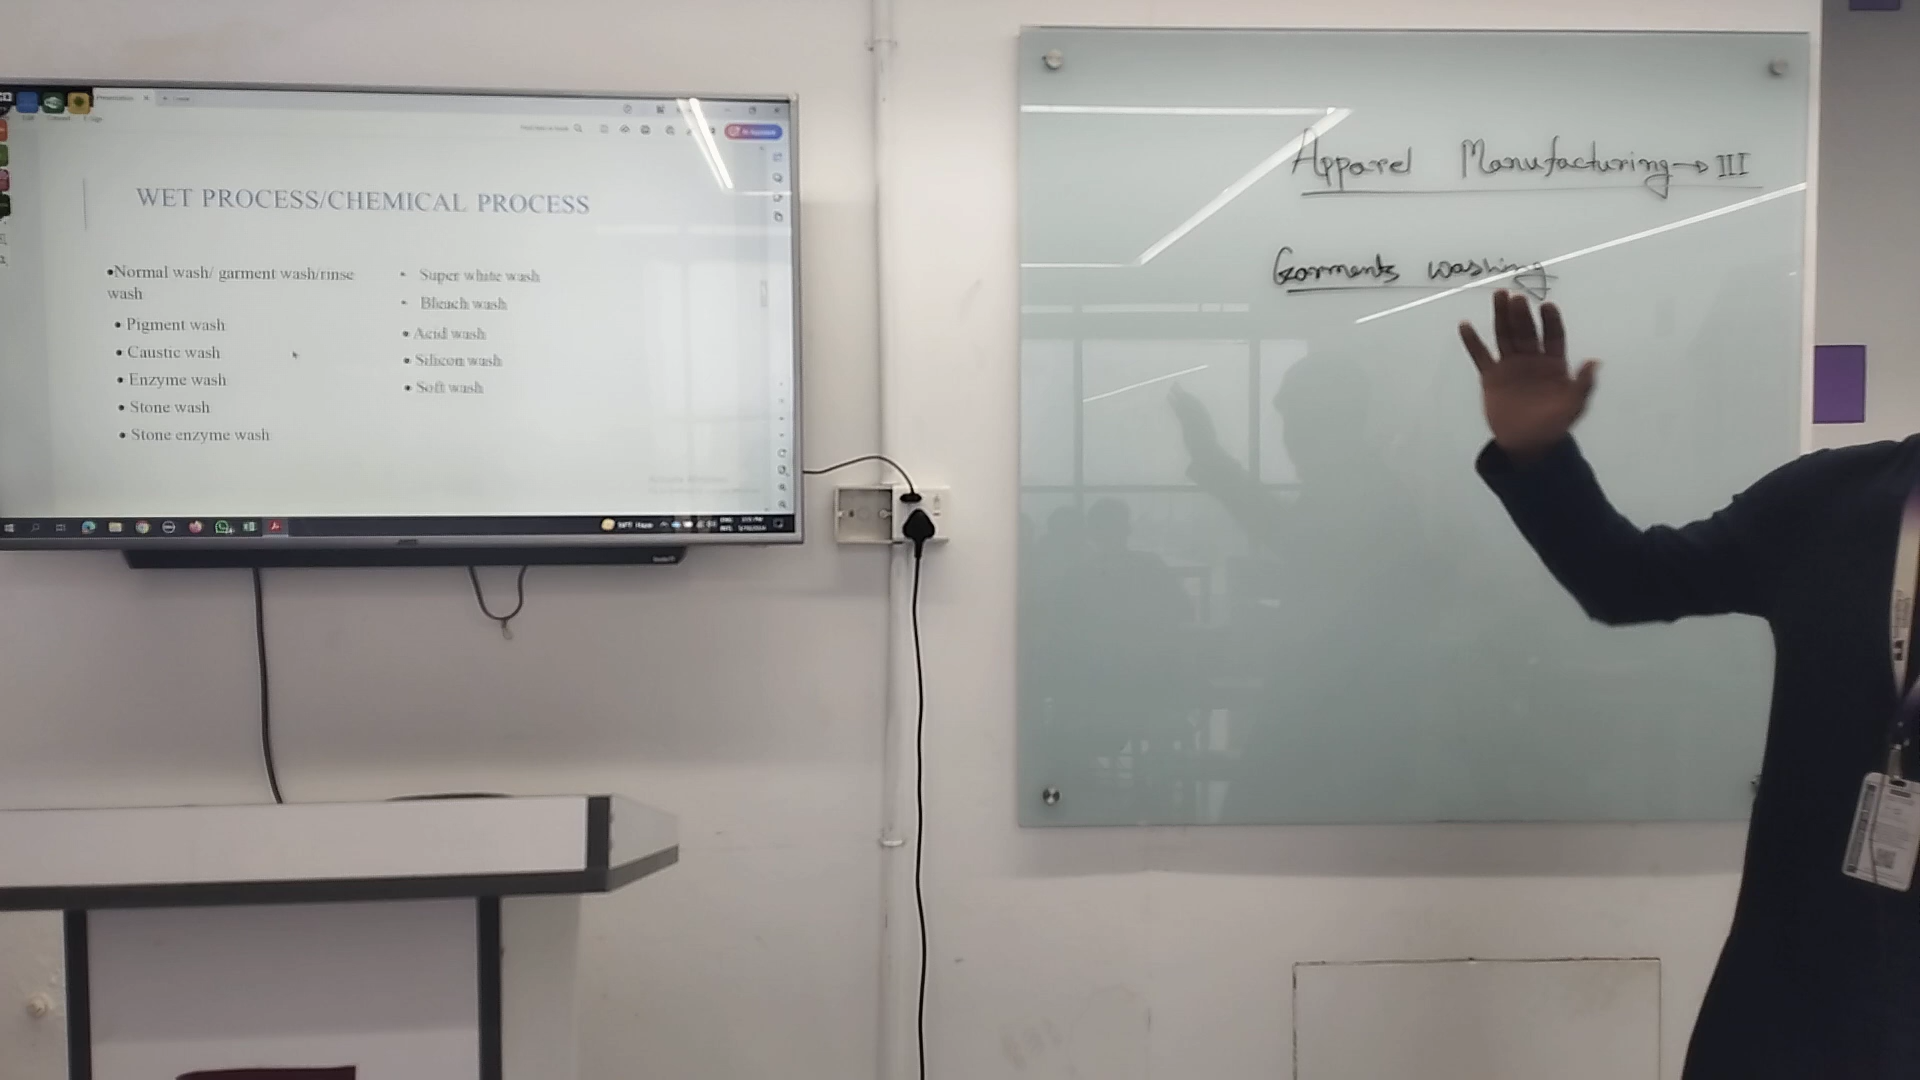 WET PROCESS/CHEMICAL PROCESS
•Normal wash/ garment wash/rinse
wash
• Pigment wash
• Caustic wash
• Enzyme wash
• Stone wash
• Stone enzyme wash
• Super white wash
• Bleach wash
• Acid wash
• Silicon wash
• Soft wash
Apparel Manufacturing→ III
Garments washing